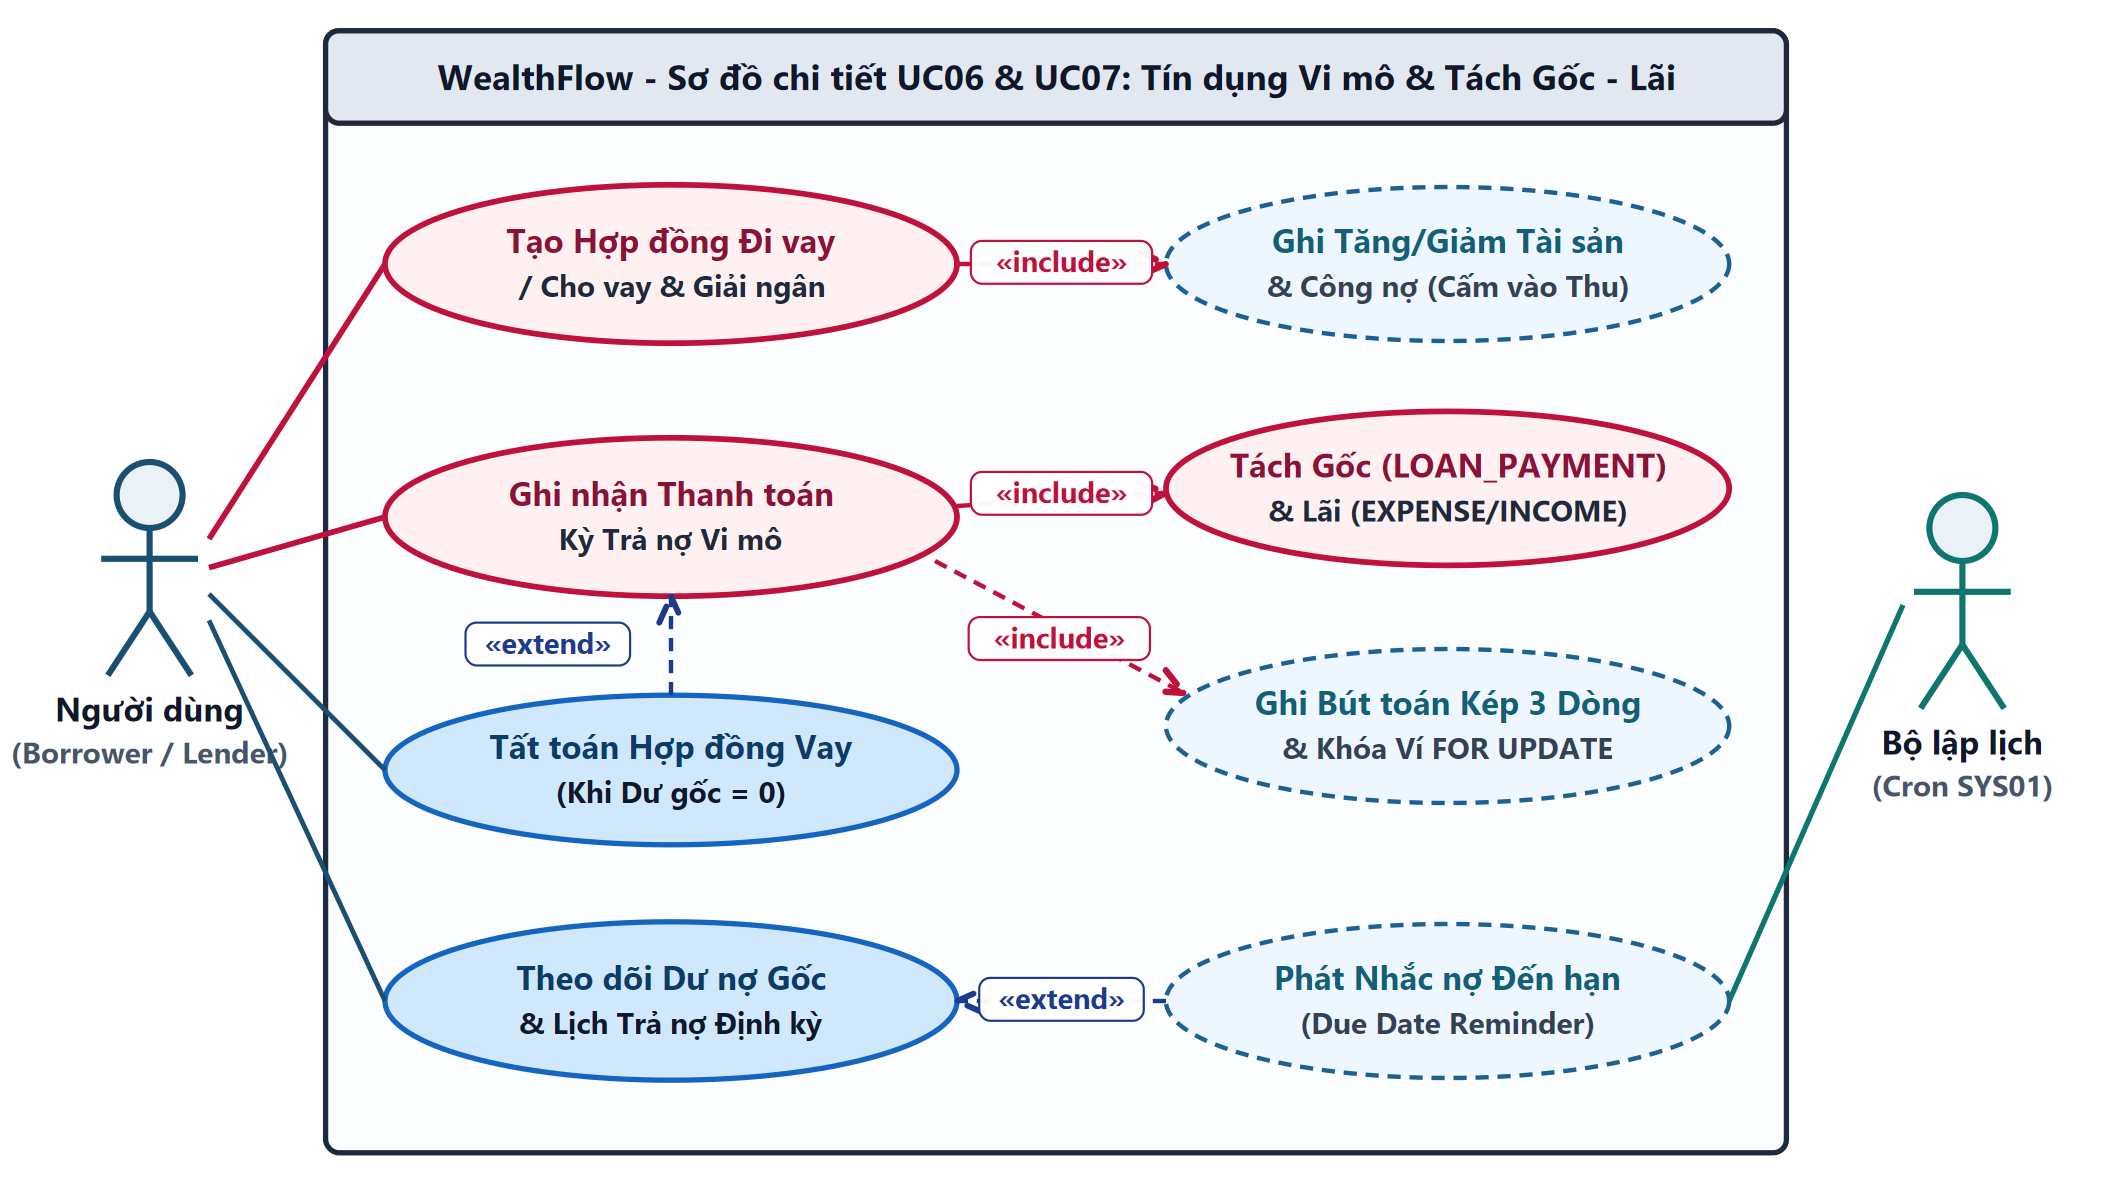 WealthFlow - Sơ đồ chi tiết UC06 & UC07: Tín dụng Vi mô & Tách Gốc - Lãi
Tạo Hợp đồng Đi vay
/ Cho vay & Giải ngân
«include»
Ghi Tăng/Giảm Tài sản
& Công nợ (Cấm vào Thu)
Ghi nhận Thanh toán
Kỳ Trả nợ Vi mô
«include»
Tách Gốc (LOAN_PAYMENT)
& Lãi (EXPENSE/INCOME)
«extend»
«include»
Người dùng
(Borrower / Lender)
Tất toán Hợp đồng Vay
(Khi Dư gốc = 0)
Ghi Bút toán Kép 3 Dòng
& Khóa Ví FOR UPDATE
Bộ lập lịch
(Cron SYS01)
Theo dõi Dư nợ Gốc
& Lịch Trả nợ Định kỳ
«extend»
Phát Nhắc nợ Đến hạn
(Due Date Reminder)